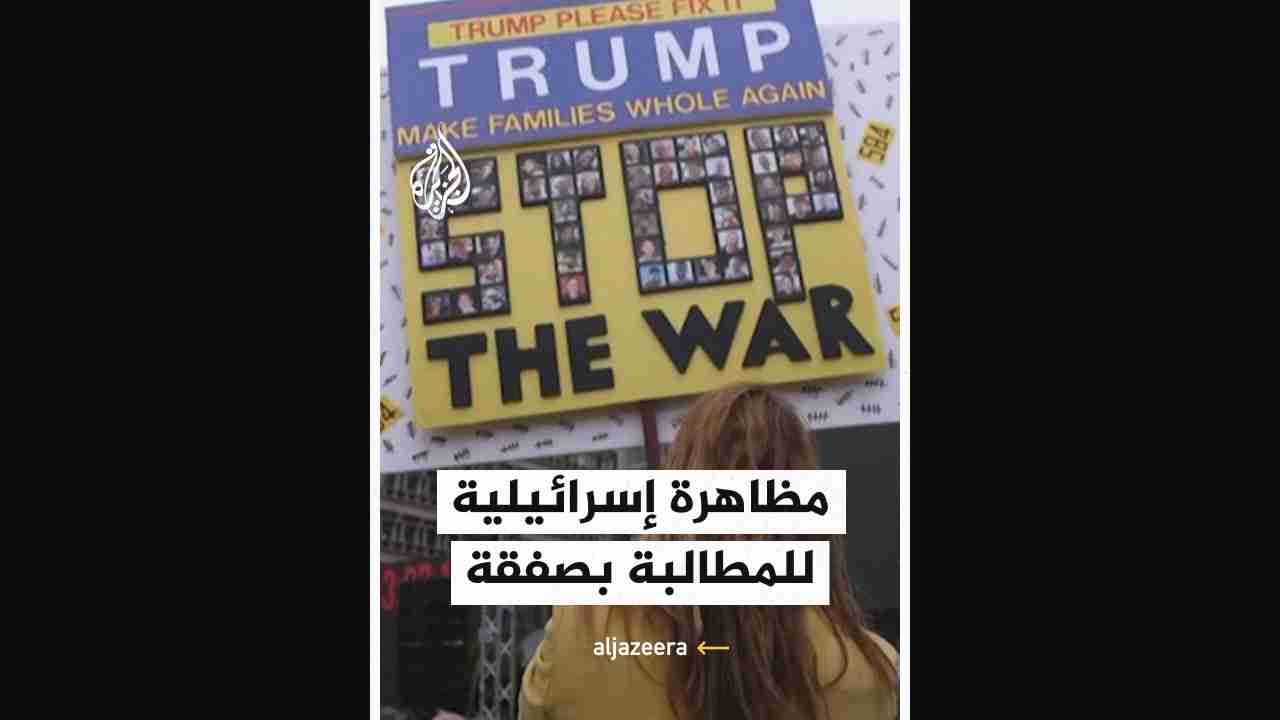 TRUMP PLEASE FIX IT
TRUMP
MAKE FAMILIES WHOLE AGAIN
STOP
THE WAR
584
الجزيرة
مظاهرة إسرائيلية
للمطالبة بصفقة
aljazeera